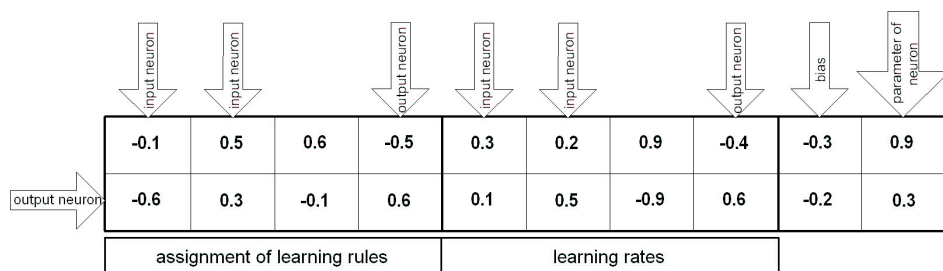 input neuron
input neuron
output neuron
input neuron
input neuron
output neuron
bias
parameter of
neuron
-0.1 0.5 0.6 -0.5 0.3 0.2 0.9 -0.4 -0.3 0.9
output neuron
-0.6 0.3 -0.1 0.6 0.1 0.5 -0.9 0.6 -0.2 0.3
assignment of learning rules
learning rates